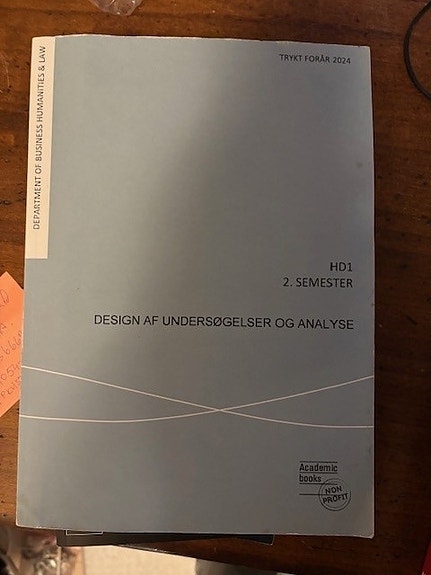 TRYKT FORÅR 2024
DEPARTMENT OF BUSINESS HUMANITIES & LAW
HD1
2. SEMESTER
DESIGN AF UNDERSØGELSER OG ANALYSE
Academic
books
NON
PROFIT